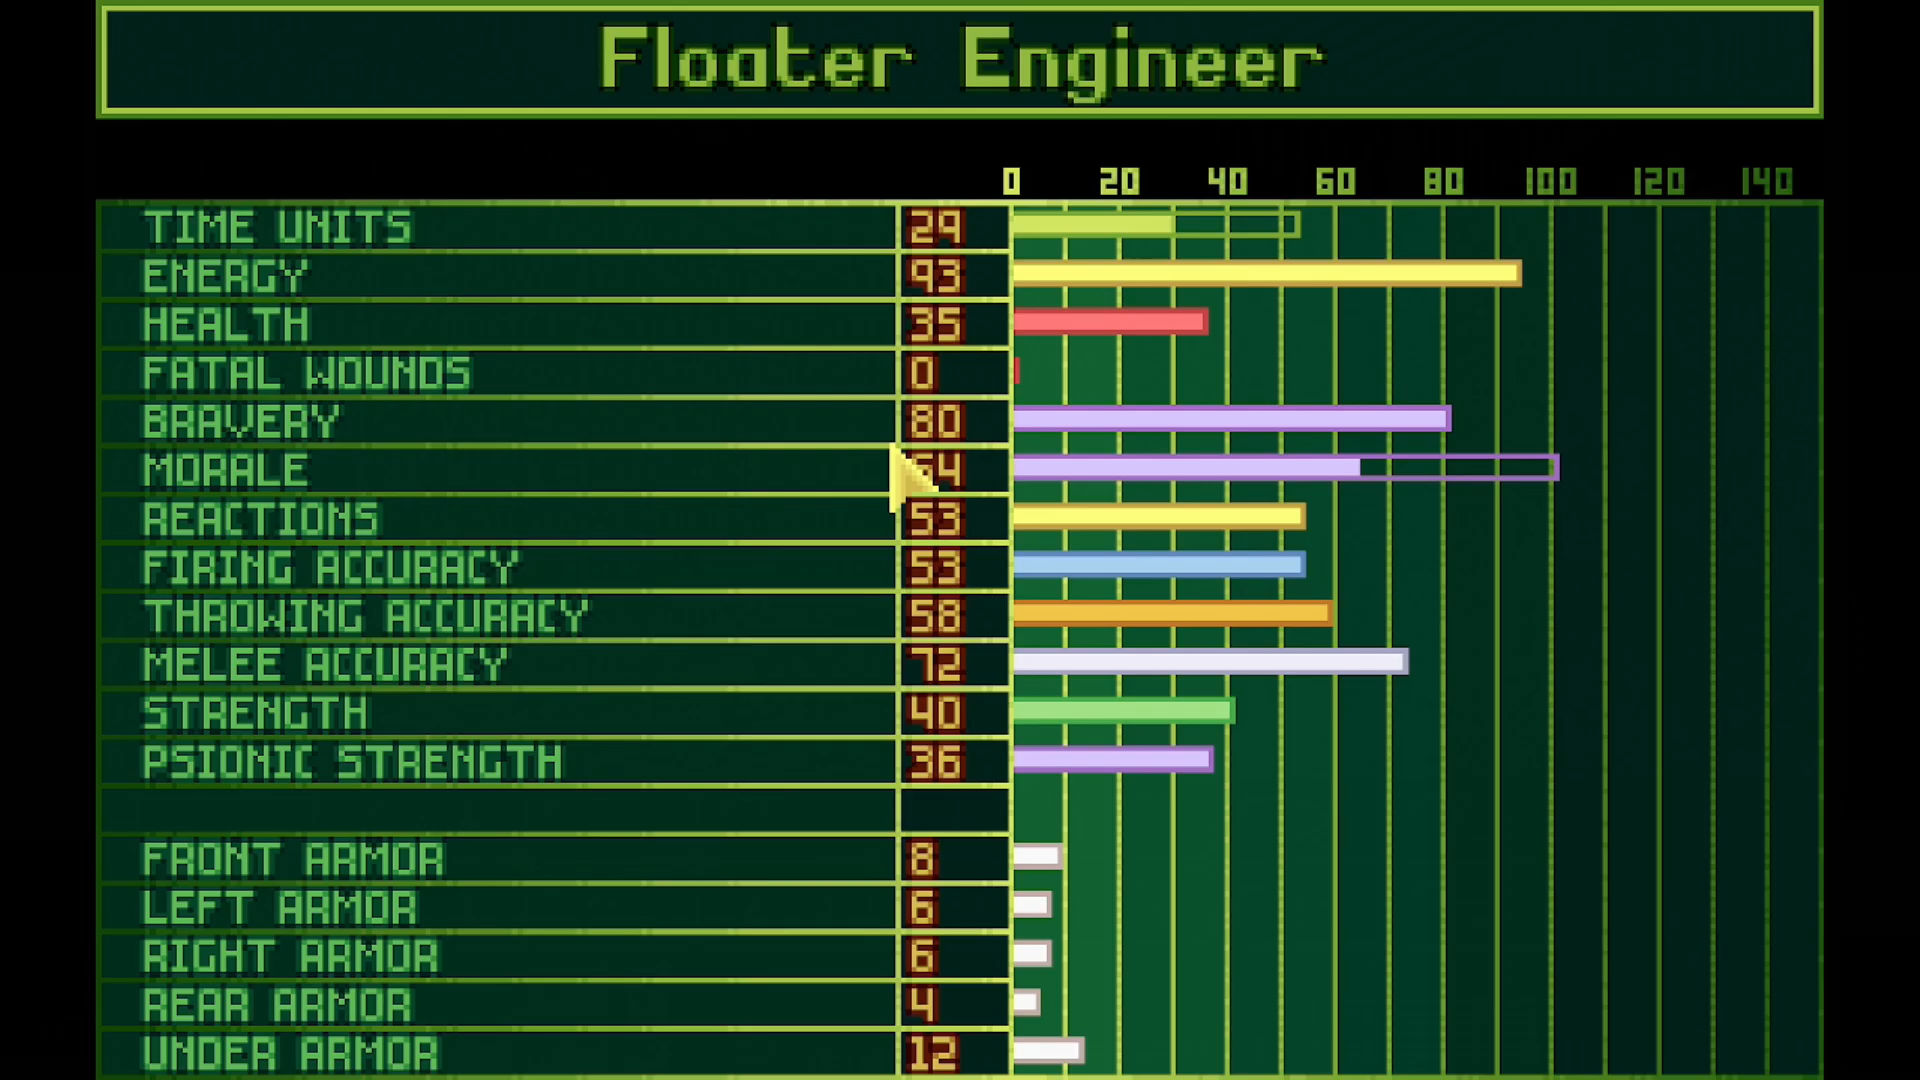 Floater Engineer
0 20 40 60 80 100 120 140
TIME UNITS 29
ENERGY 93
HEALTH 35
FATAL WOUNDS 0
BRAVERY 80
MORALE 64
REACTIONS 53
FIRING ACCURACY 53
THROWING ACCURACY 58
MELEE ACCURACY 72
STRENGTH 40
PSIONIC STRENGTH 36
FRONT ARMOR 8
LEFT ARMOR 6
RIGHT ARMOR 6
REAR ARMOR 4
UNDER ARMOR 12